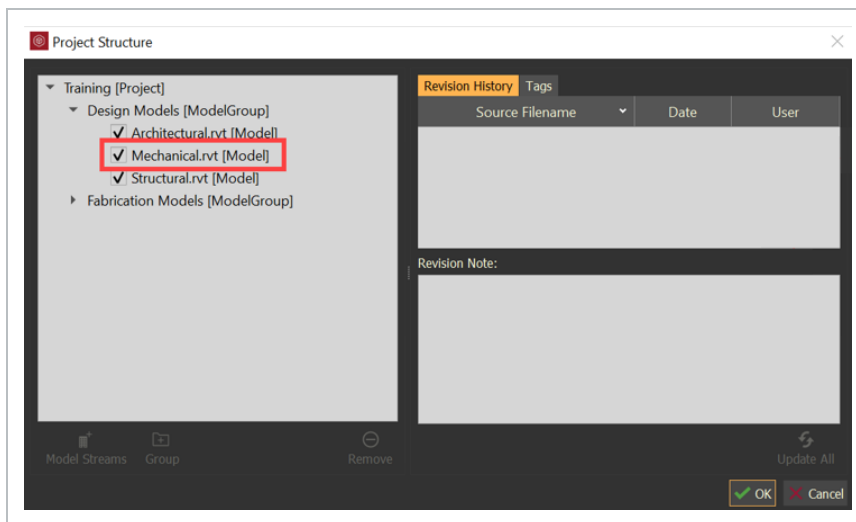 Project Structure
Training [Project]
Design Models [ModelGroup]
Architectural.rvt [Model]
Mechanical.rvt [Model]
Structural.rvt [Model]
Fabrication Models [ModelGroup]
Model Streams Group Remove
Revision History Tags
Source Filename Date User
Revision Note:
Update All
OK Cancel